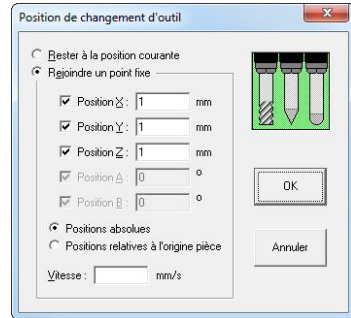 Position de changement d'outil
Rester à la position courante
Rejoindre un point fixe
Position X : 1 mm
Position Y : 1 mm
Position Z : 1 mm
Position A : 0 °
Position B : 0 °
Positions absolues
Positions relatives à l'origine pièce
Vitesse : mm/s
OK
Annuler